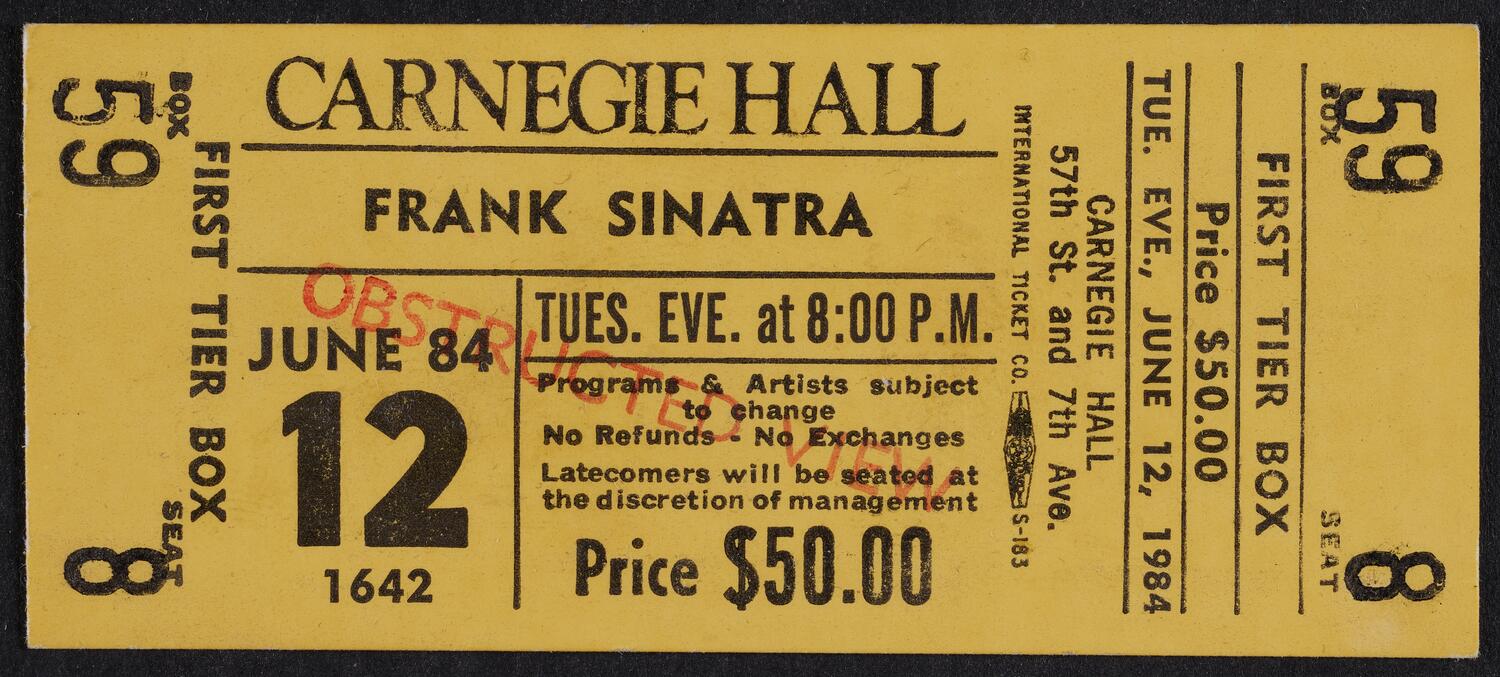 BOX
59
FIRST TIER BOX
SEAT
8
CARNEGIE HALL
FRANK SINATRA
OBSTRUCTED VIEW
JUNE 84
12
1642
TUES. EVE. at 8:00 P.M.
Programs & Artists subject
to change
No Refunds - No Exchanges
Latecomers will be seated at
the discretion of management
Price $50.00
INTERNATIONAL TICKET CO. S-183
57th St. and 7th Ave.
CARNEGIE HALL
TUE. EVE., JUNE 12, 1984
Price $50.00
FIRST TIER BOX
BOX
59
SEAT
8